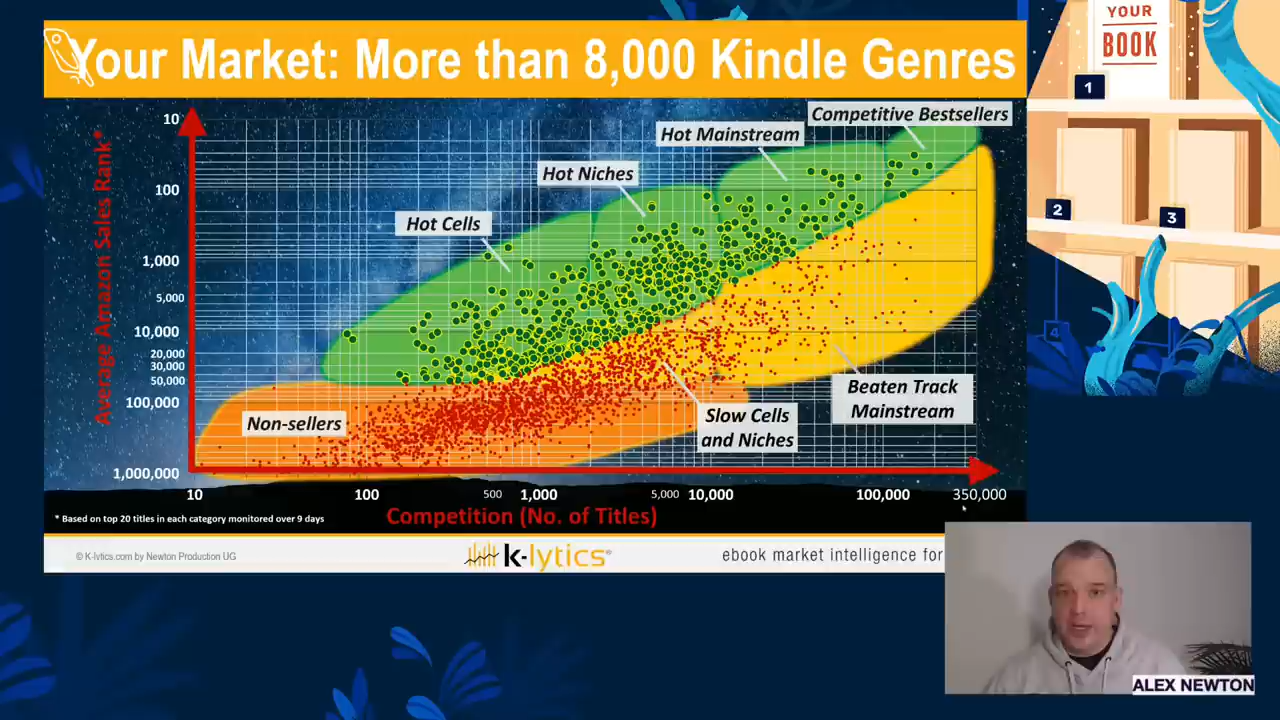 Your Market: More than 8,000 Kindle Genres
YOUR
BOOK
1
2
3
4
Average Amazon Sales Rank*
10
100
1,000
5,000
10,000
20,000
30,000
50,000
100,000
1,000,000
Competitive Bestsellers
Hot Mainstream
Hot Niches
Hot Cells
Non-sellers
Slow Cells
and Niches
Beaten Track
Mainstream
10
100
500
1,000
5,000
10,000
100,000
350,000
* Based on top 20 titles in each category monitored over 9 days
Competition (No. of Titles)
© K-lytics.com by Newton Production UG
k-lytics®
ebook market intelligence for
ALEX NEWTON